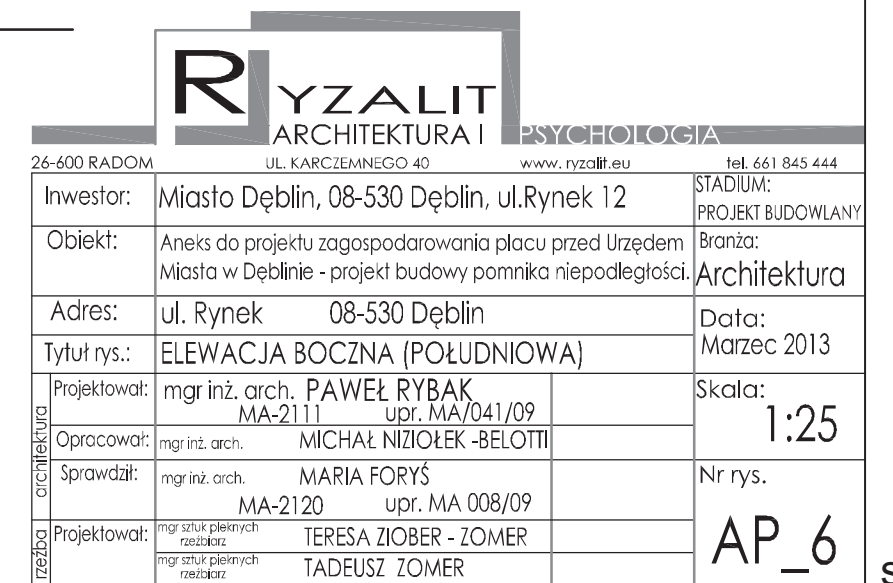 RYZALIT
ARCHITEKTURA I PSYCHOLOGIA
26-600 RADOM UL. KARCZEMNEGO 40 www. ryzalit.eu tel. 661 845 444
Inwestor: Miasto Dęblin, 08-530 Dęblin, ul.Rynek 12
STADIUM:
PROJEKT BUDOWLANY
Obiekt: Aneks do projektu zagospodarowania placu przed Urzędem
Miasta w Dęblinie - projekt budowy pomnika niepodległości.
Branża:
Architektura
Adres: ul. Rynek 08-530 Dęblin
Data:
Marzec 2013
Tytuł rys.: ELEWACJA BOCZNA (POŁUDNIOWA)
architektura
Projektował: mgr inż. arch. PAWEŁ RYBAK
MA-2111 upr. MA/041/09
Skala:
1:25
Opracował: mgr inż. arch. MICHAŁ NIZIOŁEK -BELOTTI
Sprawdził: mgr inż. arch. MARIA FORYŚ
MA-2120 upr. MA 008/09
Nr rys.
AP_6
rzeźba
Projektował: mgr sztuk pleknych
rzeźbiarz
TERESA ZIOBER - ZOMER
mgr sztuk pleknych
rzeźbiarz
TADEUSZ ZOMER